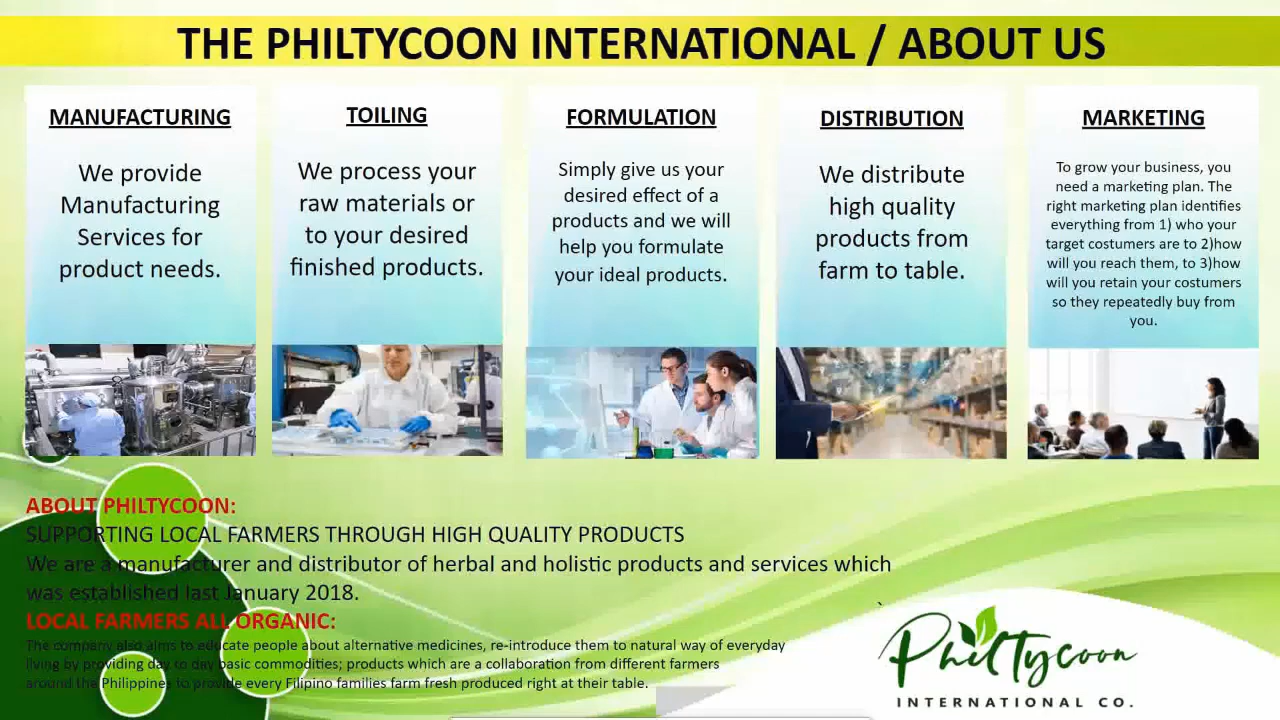 THE PHILTYCOON INTERNATIONAL / ABOUT US
MANUFACTURING
We provide
Manufacturing
Services for
product needs.
TOILING
We process your
raw materials or
to your desired
finished products.
FORMULATION
Simply give us your
desired effect of a
products and we will
help you formulate
your ideal products.
DISTRIBUTION
We distribute
high quality
products from
farm to table.
MARKETING
To grow your business, you
need a marketing plan. The
right marketing plan identifies
everything from 1) who your
target costumers are to 2)how
will you reach them, to 3)how
will you retain your costumers
so they repeatedly buy from
you.
ABOUT PHILTYCOON:
SUPPORTING LOCAL FARMERS THROUGH HIGH QUALITY PRODUCTS
We are a manufacturer and distributor of herbal and holistic products and services which
was established last January 2018.
LOCAL FARMERS ALL ORGANIC:
The company also aims to educate people about alternative medicines, re-introduce them to natural way of everyday
living by providing day to day basic commodities; products which are a collaboration from different farmers
around the Philippines to provide every Filipino families farm fresh produced right at their table.
PhilTycoon
INTERNATIONAL CO.